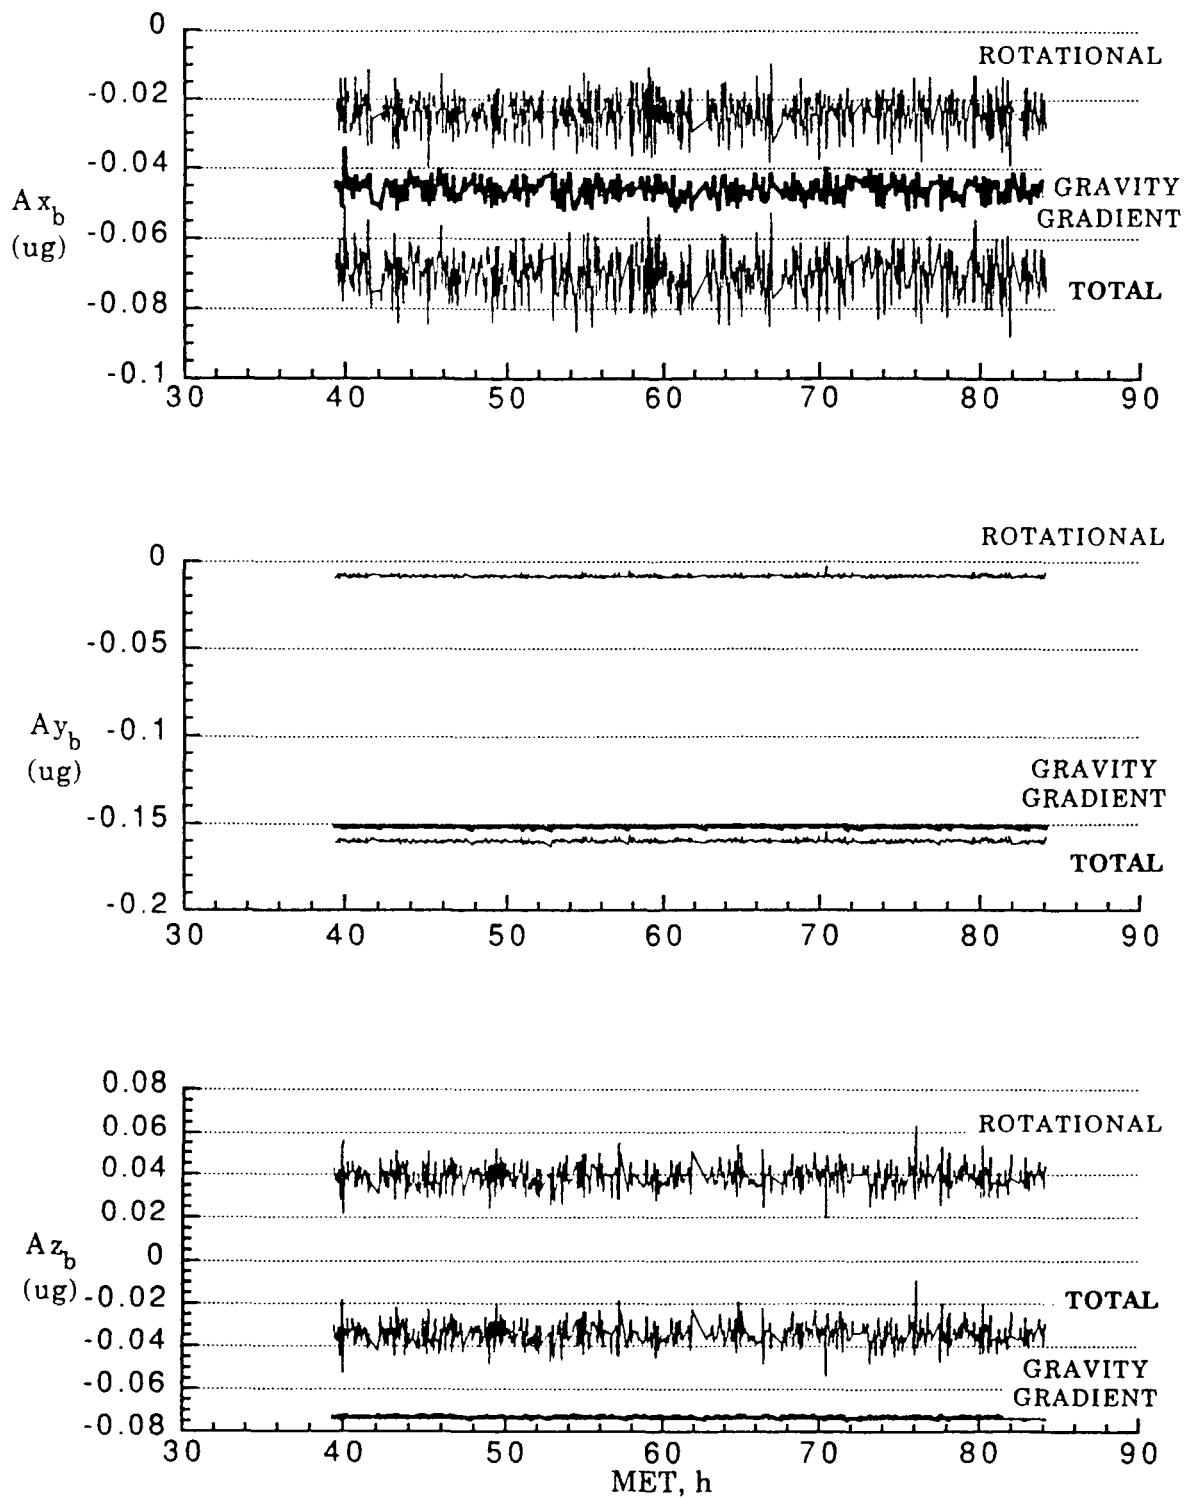 0
ROTATIONAL
-0.02
-0.04
Ax_b
(ug)
GRAVITY
GRADIENT
-0.06
TOTAL
-0.08
-0.1
30 40 50 60 70 80 90
ROTATIONAL
0
-0.05
Ay_b
(ug)
-0.1
GRAVITY
GRADIENT
-0.15
TOTAL
-0.2
30 40 50 60 70 80 90
0.08
0.06
ROTATIONAL
0.04
0.02
Az_b
(ug)
0
-0.02
TOTAL
-0.04
GRAVITY
GRADIENT
-0.06
-0.08
30 40 50 60 70 80 90
MET, h